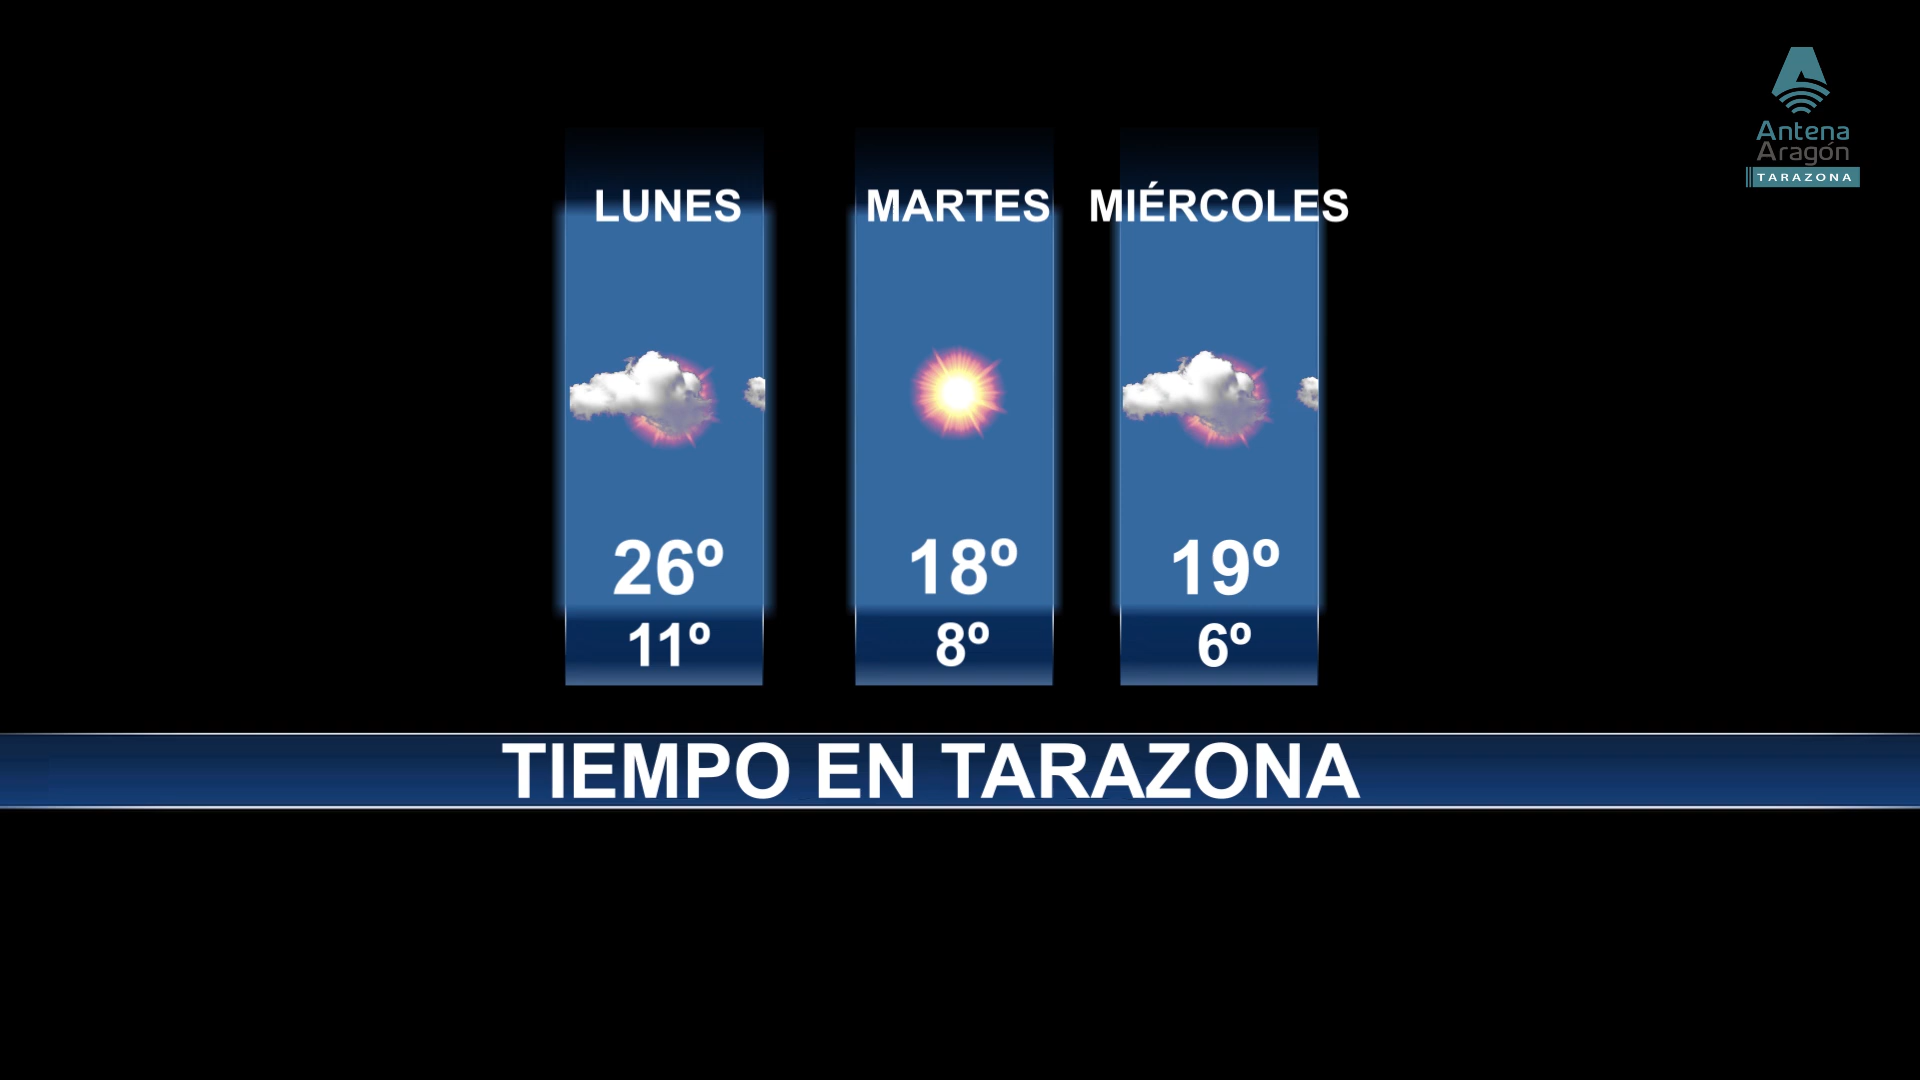 Antena
Aragón
TARAZONA
LUNES
MARTES
MIÉRCOLES
26º
18º
19º
11º
8º
6º
TIEMPO EN TARAZONA